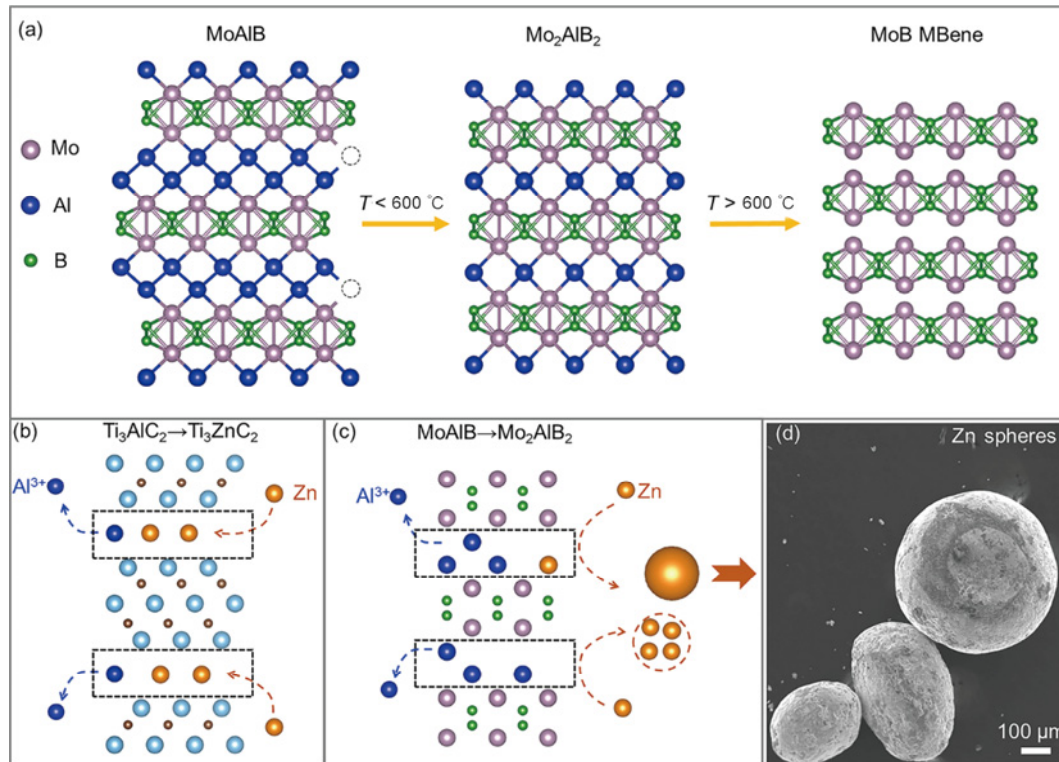 (a)
MoAlB
Mo₂AlB₂
MoB MBene
Mo
Al
B
T < 600 ℃
T > 600 ℃
(b)
Ti₃AlC₂→Ti₃ZnC₂
Al³⁺
Zn
(c)
MoAlB→Mo₂AlB₂
Al³⁺
Zn
(d)
Zn spheres
100 μm